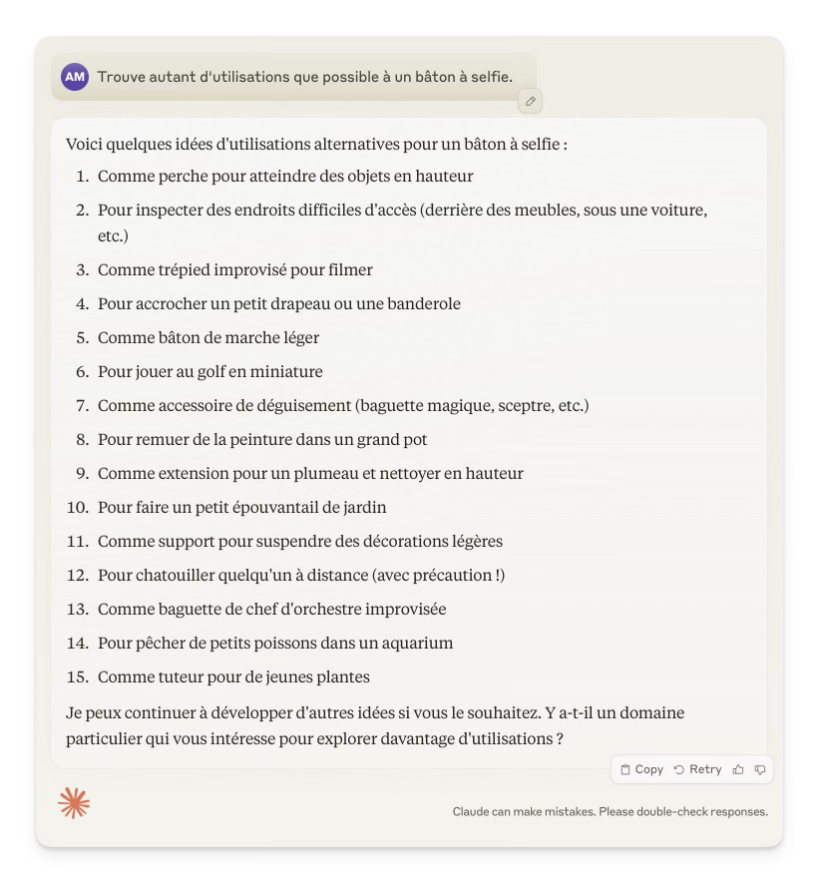 AM Trouve autant d'utilisations que possible à un bâton à selfie.
Voici quelques idées d'utilisations alternatives pour un bâton à selfie :
1. Comme perche pour atteindre des objets en hauteur
2. Pour inspecter des endroits difficiles d'accès (derrière des meubles, sous une voiture,
etc.)
3. Comme trépied improvisé pour filmer
4. Pour accrocher un petit drapeau ou une banderole
5. Comme bâton de marche léger
6. Pour jouer au golf en miniature
7. Comme accessoire de déguisement (baguette magique, sceptre, etc.)
8. Pour remuer de la peinture dans un grand pot
9. Comme extension pour un plumeau et nettoyer en hauteur
10. Pour faire un petit épouvantail de jardin
11. Comme support pour suspendre des décorations légères
12. Pour chatouiller quelqu'un à distance (avec précaution !)
13. Comme baguette de chef d'orchestre improvisée
14. Pour pêcher de petits poissons dans un aquarium
15. Comme tuteur pour de jeunes plantes
Je peux continuer à développer d'autres idées si vous le souhaitez. Y a-t-il un domaine
particulier qui vous intéresse pour explorer davantage d'utilisations ?
Copy Retry
Claude can make mistakes. Please double-check responses.